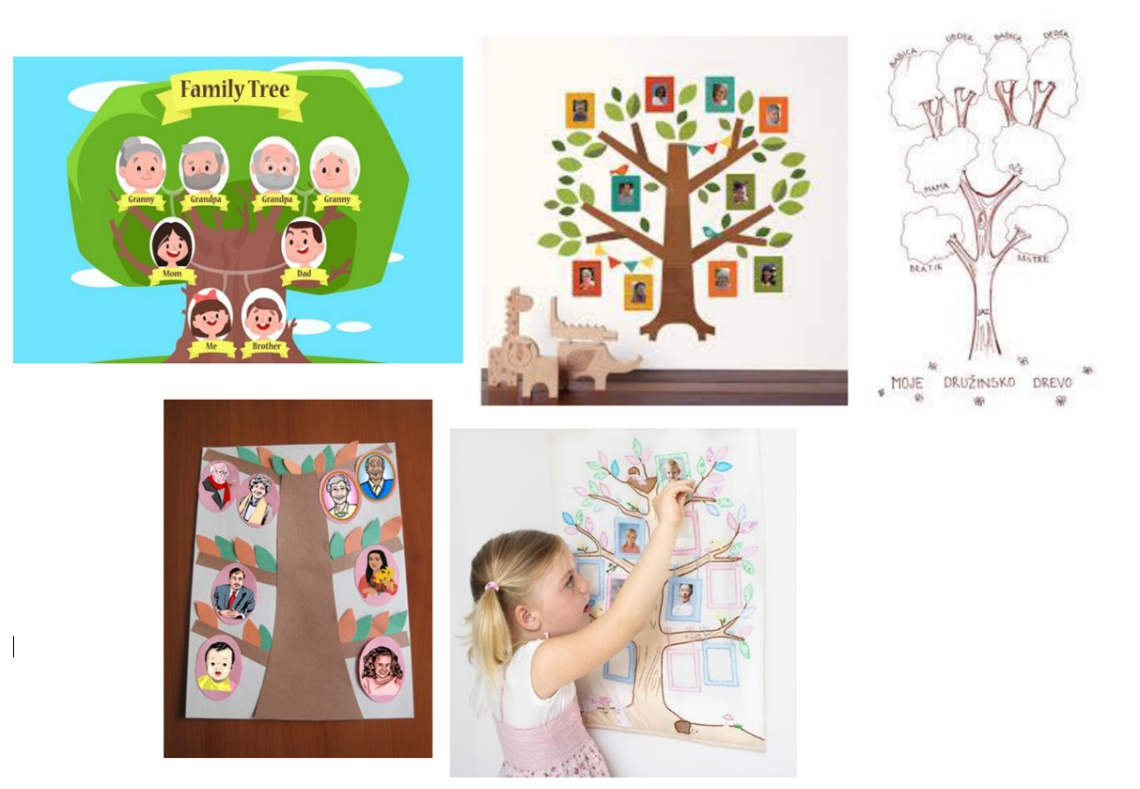 Family Tree
Granny Grandpa Grandpa Granny
Mom Dad
Me Brother
BABICA DEDEK BABICA DEDEK
MAMA
BRATJE SESTRE
JAZ
MOJE DRUŽINSKO DREVO